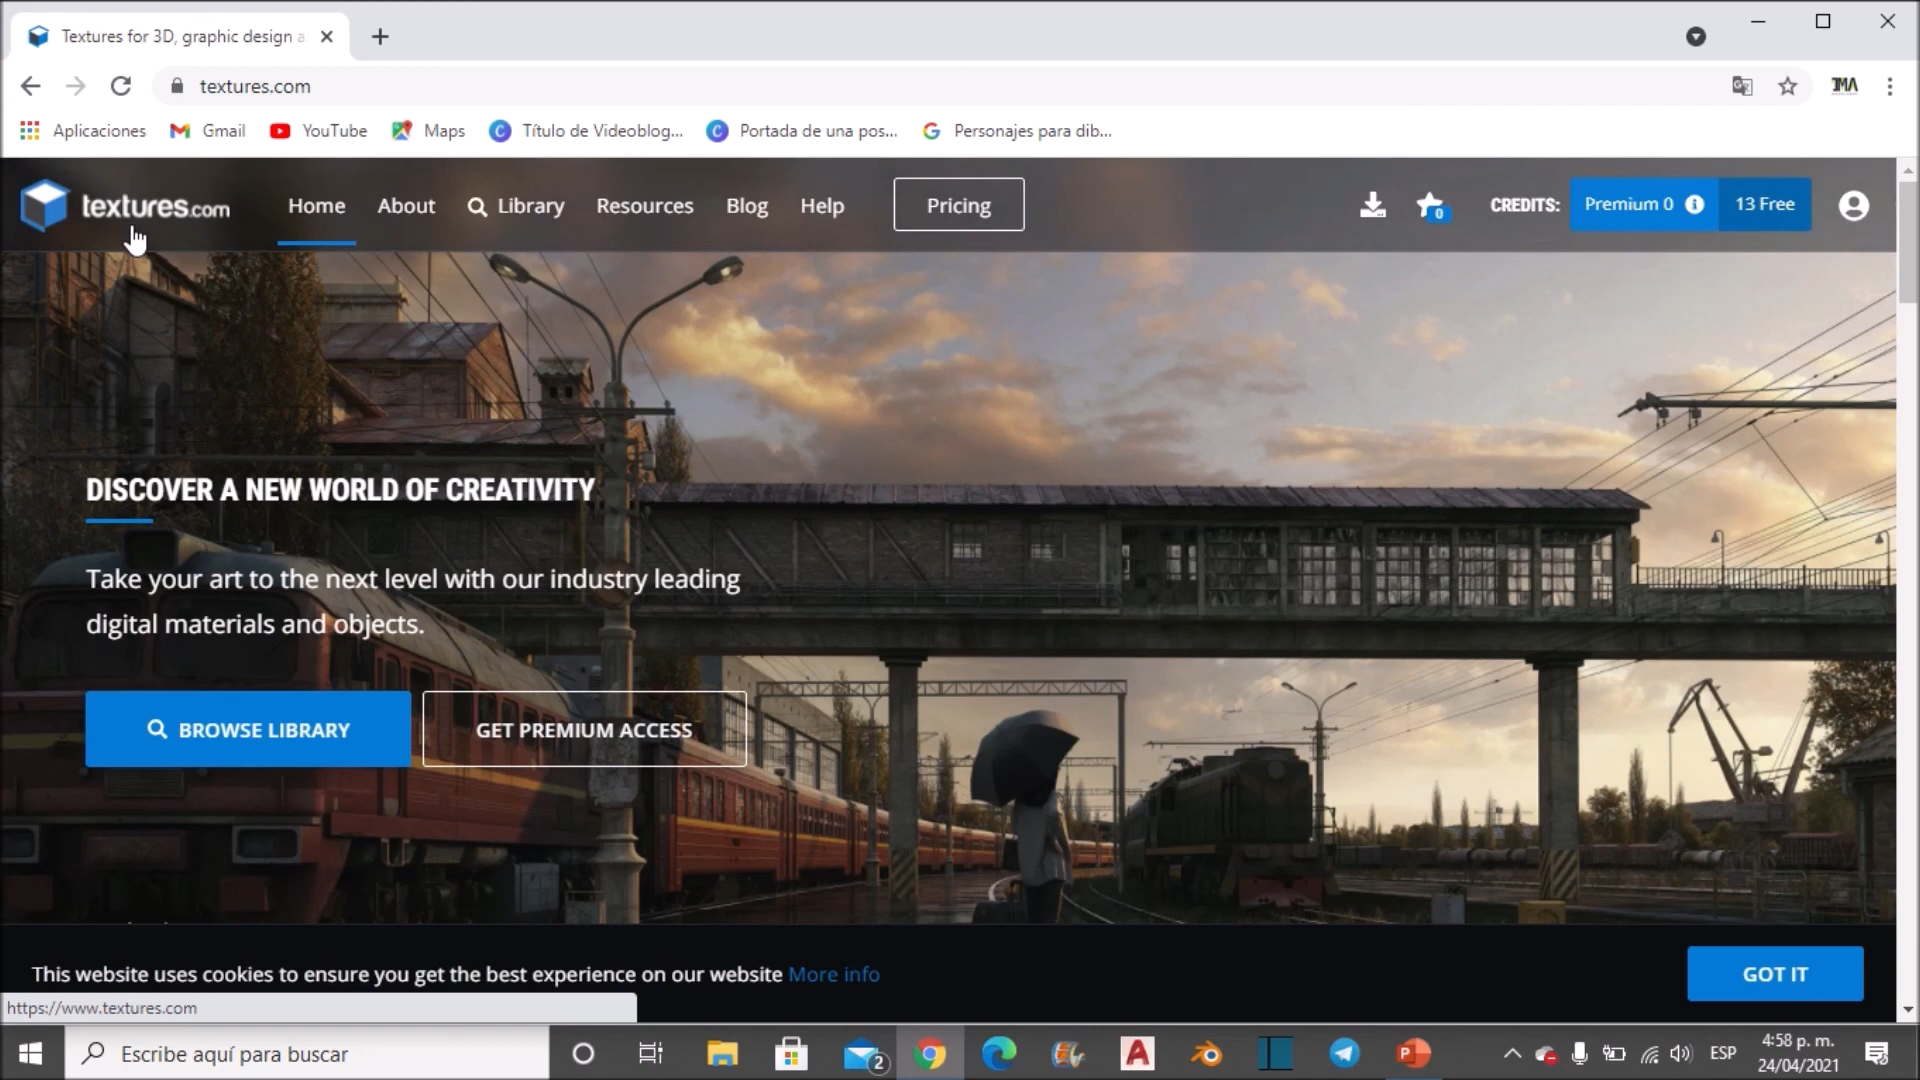 Textures for 3D, graphic design a
textures.com
Aplicaciones
Gmail
YouTube
Maps
Título de Videoblog...
Portada de una pos...
Personajes para dib...
textures.com
Home
About
Library
Resources
Blog
Help
Pricing
0
CREDITS:
Premium 0
13 Free
DISCOVER A NEW WORLD OF CREATIVITY
Take your art to the next level with our industry leading
digital materials and objects.
BROWSE LIBRARY
GET PREMIUM ACCESS
This website uses cookies to ensure you get the best experience on our website More info
GOT IT
https://www.textures.com
Escribe aquí para buscar
2
ESP
4:58 p. m.
24/04/2021